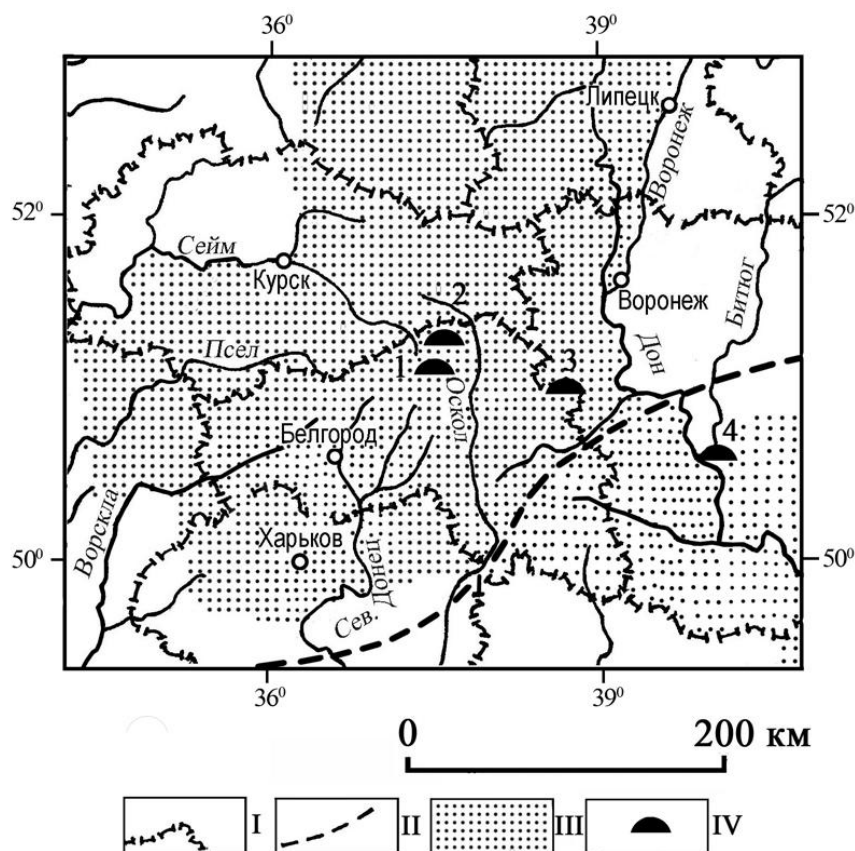 36⁰ 39⁰
Липецк
Воронеж
52⁰ 52⁰
Сейм
Курск
Воронеж
Битюг
2
Дон
Псел
1
3
Оскол
4
Белгород
Ворскла
Харьков
50⁰ 50⁰
Донец
Сев.
36⁰ 39⁰
0 200 км
I II III IV